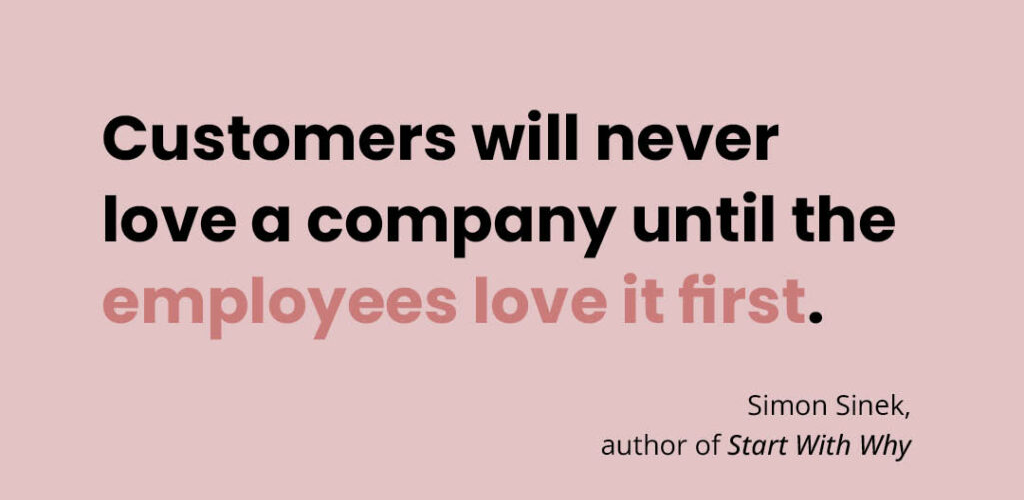 Customers will never
love a company until the
employees love it first.
Simon Sinek,
author of Start With Why